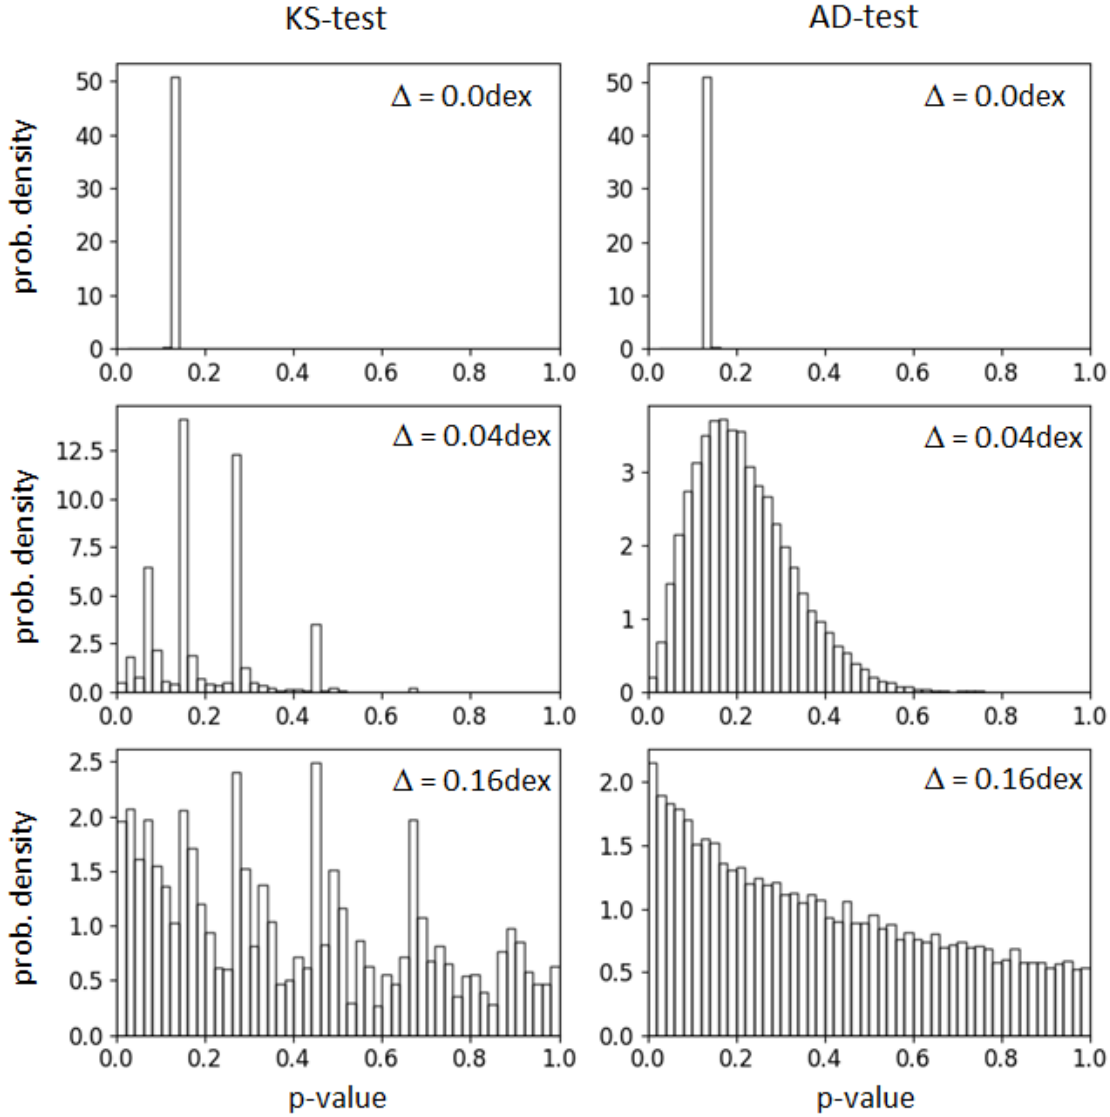 KS-test AD-test
Δ = 0.0dex Δ = 0.0dex
prob. density
50 50
40 40
30 30
20 20
10 10
0 0
0.0 0.2 0.4 0.6 0.8 1.0 0.0 0.2 0.4 0.6 0.8 1.0
Δ = 0.04dex Δ = 0.04dex
prob. density
12.5
10.0 3
7.5 2
5.0
2.5 1
0.0 0
0.0 0.2 0.4 0.6 0.8 1.0 0.0 0.2 0.4 0.6 0.8 1.0
Δ = 0.16dex Δ = 0.16dex
prob. density
2.5
2.0 2.0
1.5 1.5
1.0 1.0
0.5 0.5
0.0 0.0
0.0 0.2 0.4 0.6 0.8 1.0 0.0 0.2 0.4 0.6 0.8 1.0
p-value p-value